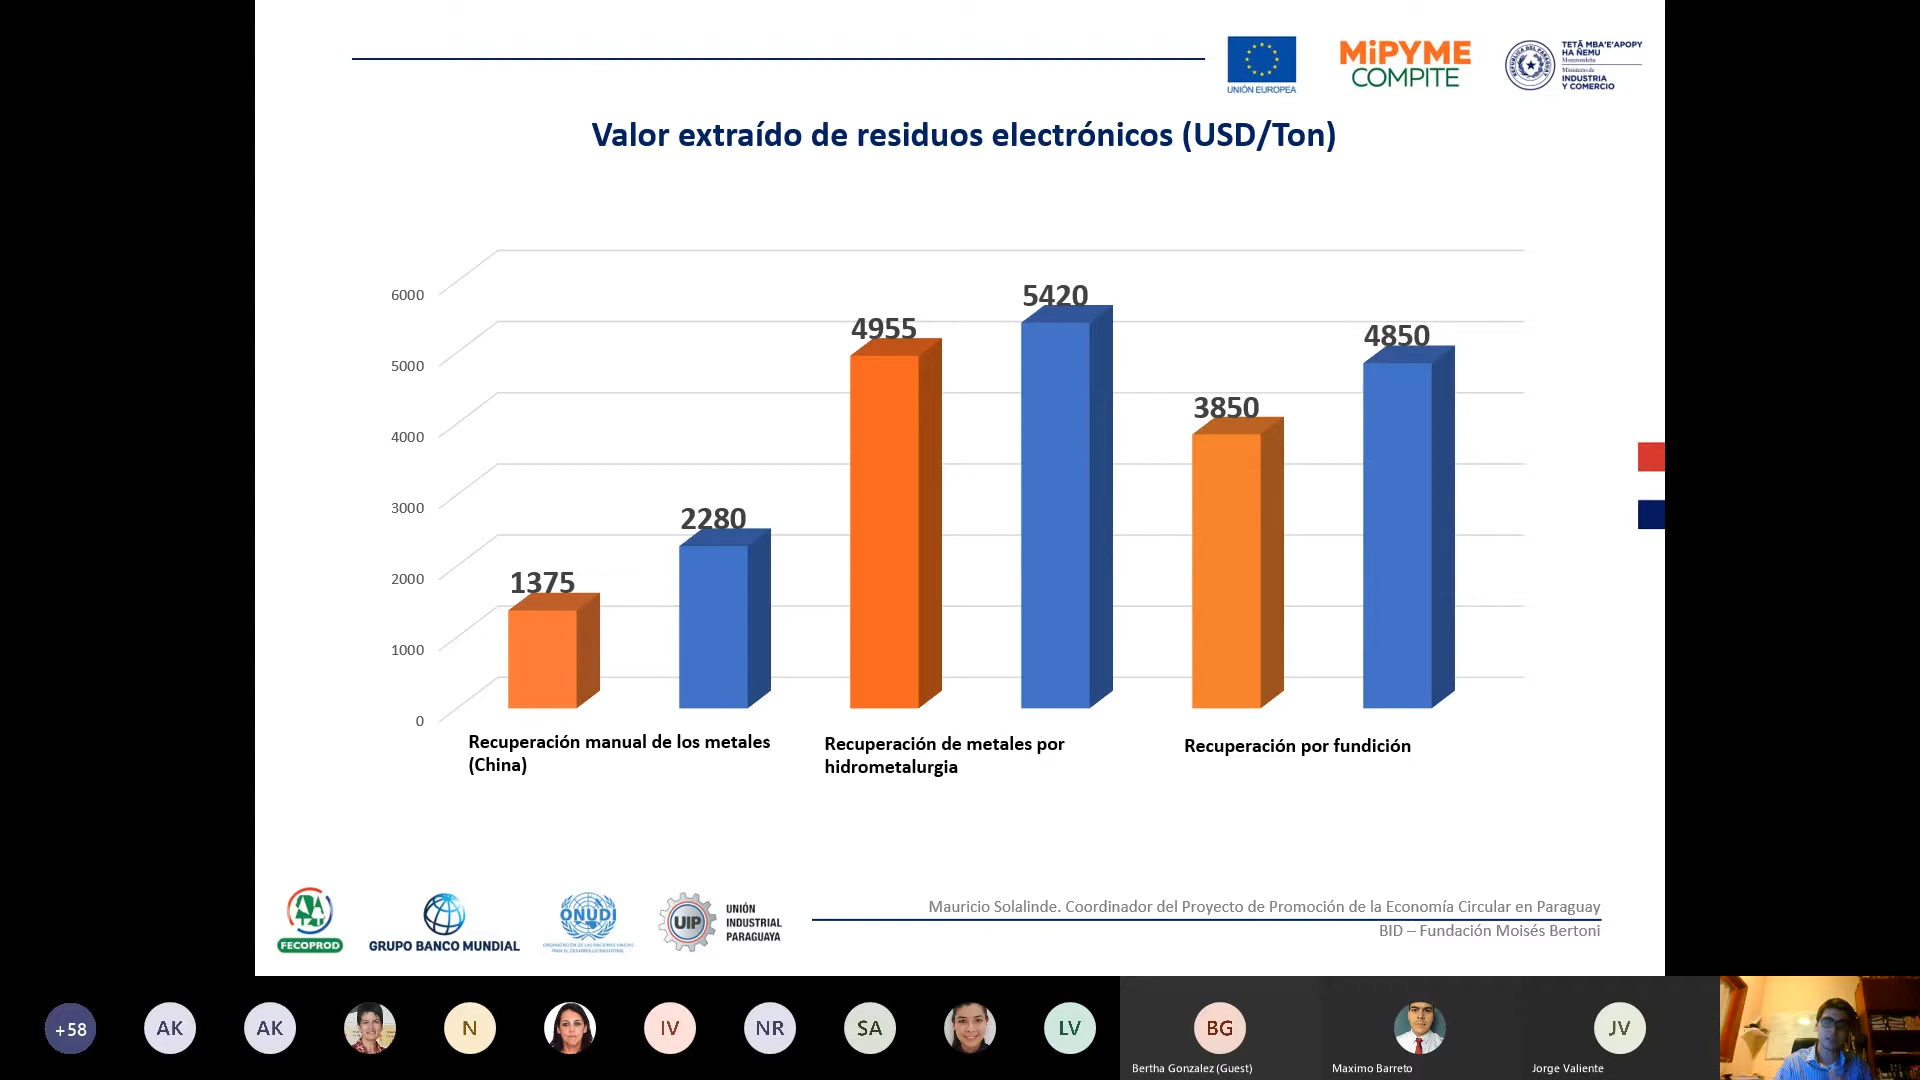 UNIÓN EUROPEA
MiPYME
COMPITE
TETÃ MBA'E'APOPY
HA ÑEMU
Motenondeha
Ministerio de
INDUSTRIA
Y COMERCIO
Valor extraído de residuos electrónicos (USD/Ton)
6000
5000
4000
3000
2000
1000
0
1375
2280
4955
5420
3850
4850
Recuperación manual de los metales
(China)
Recuperación de metales por
hidrometalurgia
Recuperación por fundición
FECOPROD
GRUPO BANCO MUNDIAL
ONUDI
ORGANIZACIÓN DE LAS NACIONES UNIDAS
PARA EL DESARROLLO INDUSTRIAL
UIP
UNIÓN
INDUSTRIAL
PARAGUAYA
Mauricio Solalinde. Coordinador del Proyecto de Promoción de la Economía Circular en Paraguay
BID – Fundación Moisés Bertoni
+58
AK
AK
N
IV
NR
SA
LV
BG
JV
Bertha Gonzalez (Guest)
Maximo Barreto
Jorge Valiente